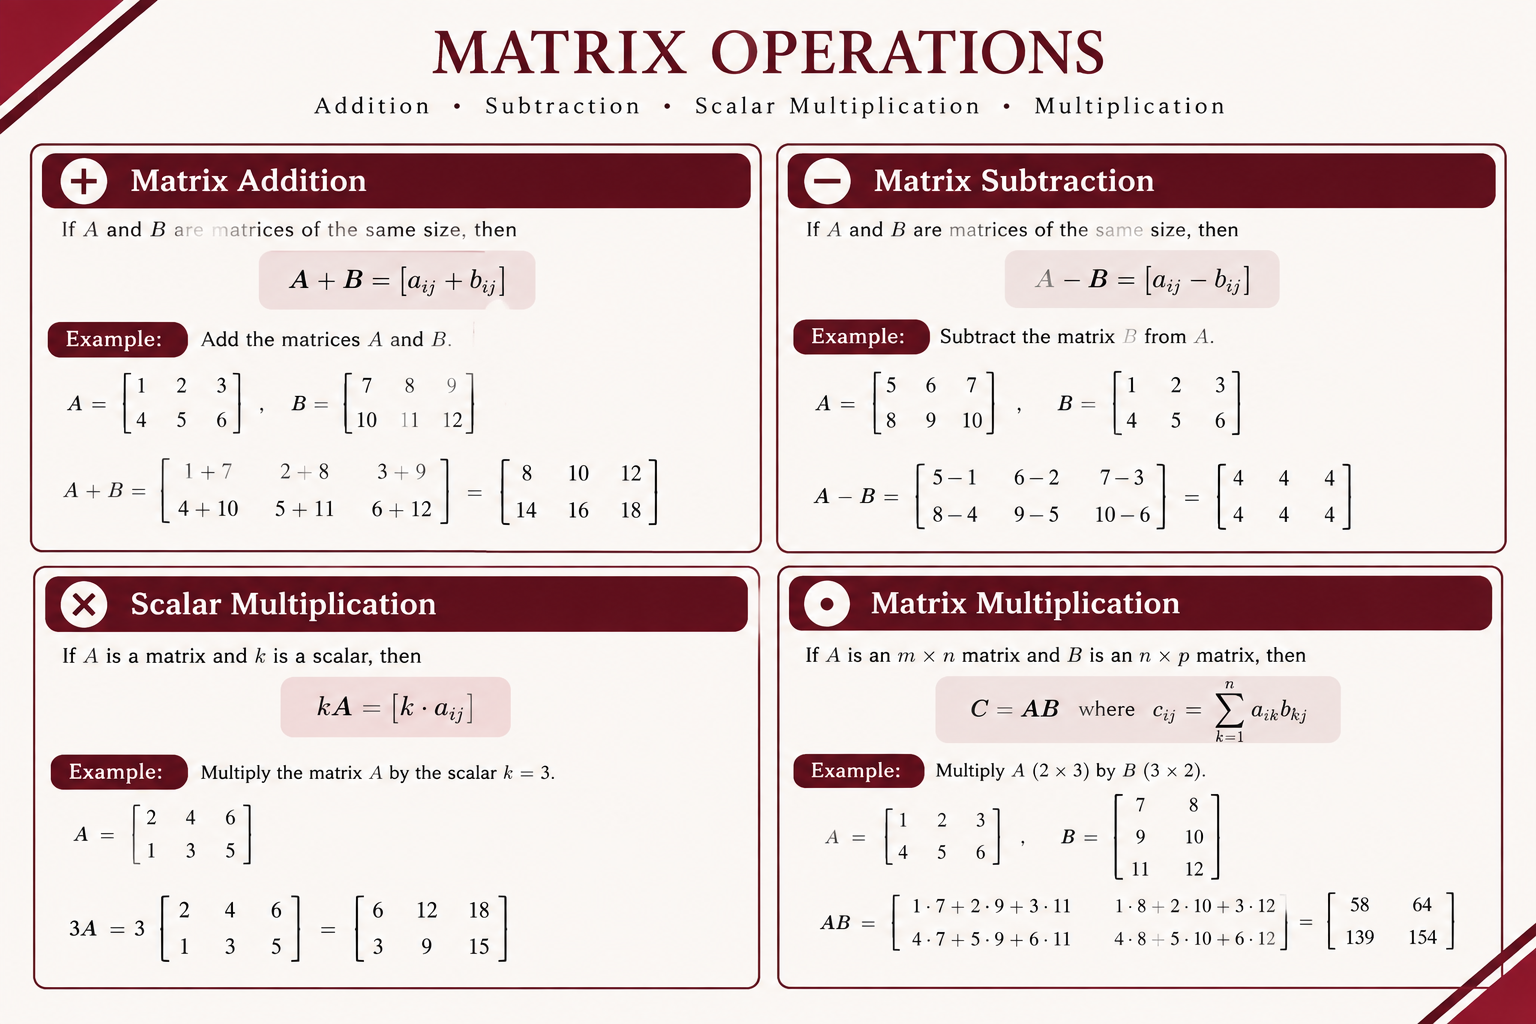 MATRIX OPERATIONS
Addition • Subtraction • Scalar Multiplication • Multiplication
Matrix Addition
If A and B are matrices of the same size, then
A + B = [a_ij + b_ij]
Example: Add the matrices A and B.
A = [1 2 3; 4 5 6] , B = [7 8 9; 10 11 12]
A + B = [1 + 7 2 + 8 3 + 9; 4 + 10 5 + 11 6 + 12] = [8 10 12; 14 16 18]
Matrix Subtraction
If A and B are matrices of the same size, then
A − B = [a_ij − b_ij]
Example: Subtract the matrix B from A.
A = [5 6 7; 8 9 10] , B = [1 2 3; 4 5 6]
A − B = [5 − 1 6 − 2 7 − 3; 8 − 4 9 − 5 10 − 6] = [4 4 4; 4 4 4]
Scalar Multiplication
If A is a matrix and k is a scalar, then
kA = [k · a_ij]
Example: Multiply the matrix A by the scalar k = 3.
A = [2 4 6; 1 3 5]
3A = 3 [2 4 6; 1 3 5] = [6 12 18; 3 9 15]
Matrix Multiplication
If A is an m × n matrix and B is an n × p matrix, then
C = AB where c_ij = ∑_{k=1}^{n} a_ik b_kj
Example: Multiply A (2 × 3) by B (3 × 2).
A = [1 2 3; 4 5 6] , B = [7 8; 9 10; 11 12]
AB = [1 · 7 + 2 · 9 + 3 · 11 1 · 8 + 2 · 10 + 3 · 12; 4 · 7 + 5 · 9 + 6 · 11 4 · 8 + 5 · 10 + 6 · 12] = [58 64; 139 154]